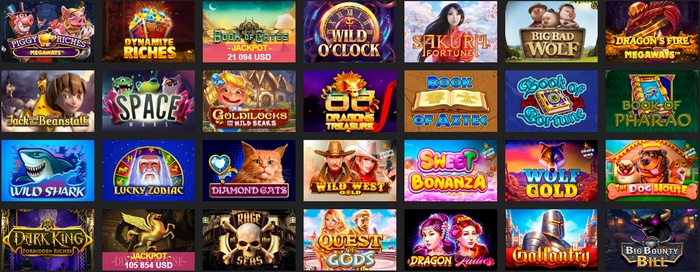 PIGGY RICHES
MEGAWAYS
DYNAMITE
RICHES
BOOK OF GATES
JACKPOT
21 094 USD
WILD
O'CLOCK
SAKURA
FORTUNE
BIG BAD
WOLF
DRAGON'S FIRE
MEGAWAYS
Jack and the Beanstalk
SPACE
WARS
GOLDILOCKS
AND THE WILD BEARS
DRAGONS
TREASURE
BOOK
OF AZTEC
Book Of
Fortune
BOOK OF
PHARAO
WILD SHARK
LUCKY ZODIAC
DIAMOND CATS
WILD WEST
GOLD
SWEET
BONANZA
WOLF
GOLD
THE DOG HOUSE
DARK KING
FORBIDDEN RICHES
JACKPOT
105 854 USD
RAGE
SEAS
QUEST
GODS
DRAGON Ladies
Gallantry
BIG BOUNTY
BILL